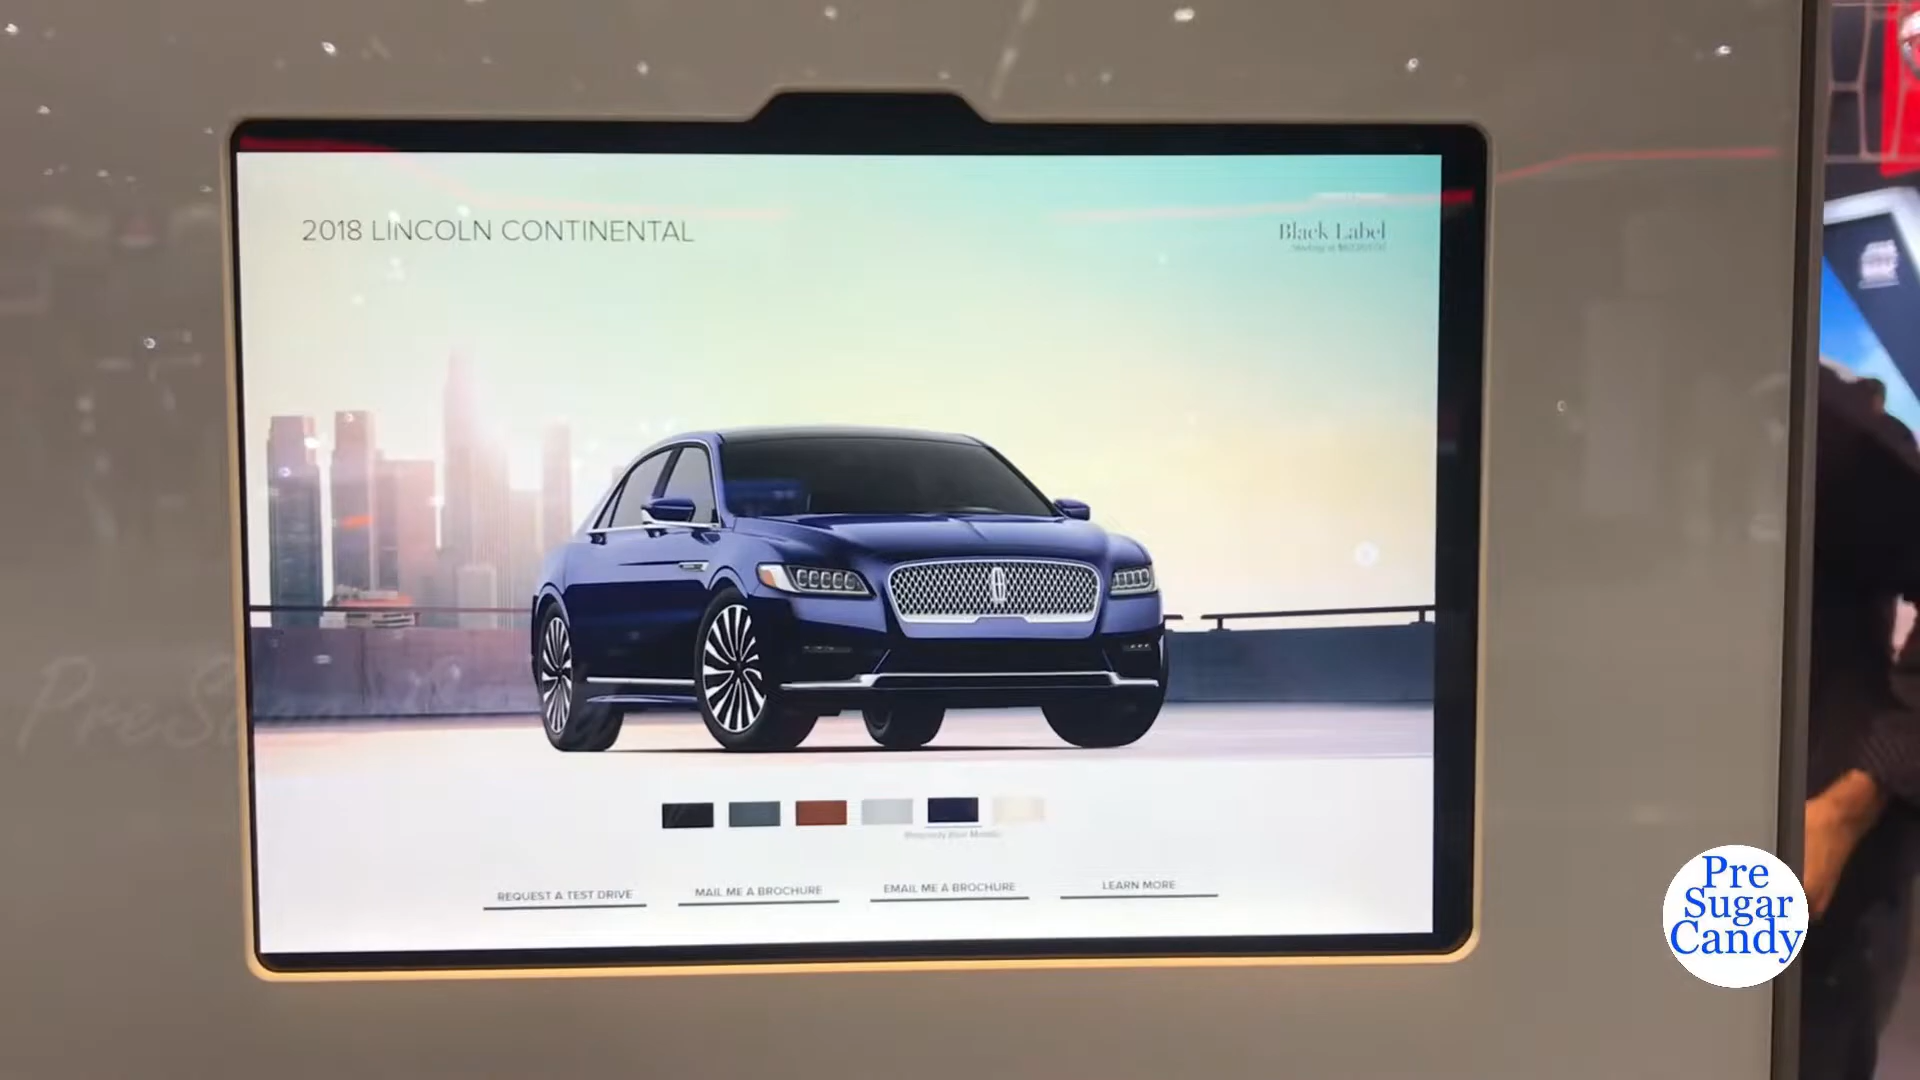 2018 LINCOLN CONTINENTAL
Black Label
REQUEST A TEST DRIVE
MAIL ME A BROCHURE
EMAIL ME A BROCHURE
LEARN MORE
Pre
Sugar
Candy